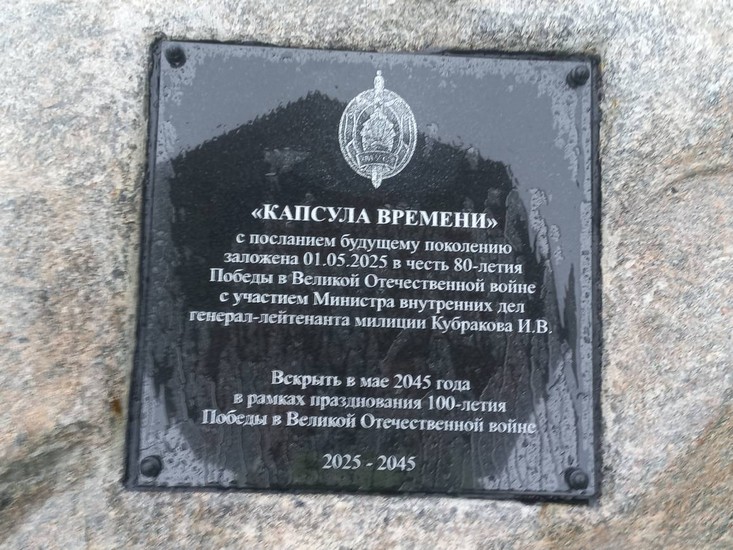 «КАПСУЛА ВРЕМЕНИ»
с посланием будущему поколению
заложена 01.05.2025 в честь 80-летия
Победы в Великой Отечественной войне
с участием Министра внутренних дел
генерал-лейтенанта милиции Кубракова И.В.
Вскрыть в мае 2045 года
в рамках празднования 100-летия
Победы в Великой Отечественной войне
2025 - 2045